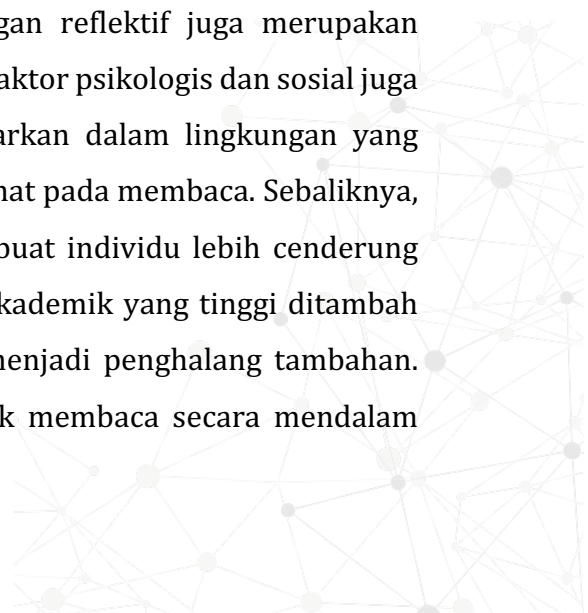 gan reflektif juga merupakan
aktor psikologis dan sosial juga
arkan dalam lingkungan yang
nat pada membaca. Sebaliknya,
buat individu lebih cenderung
kademik yang tinggi ditambah
nenjadi penghalang tambahan.
k membaca secara mendalam